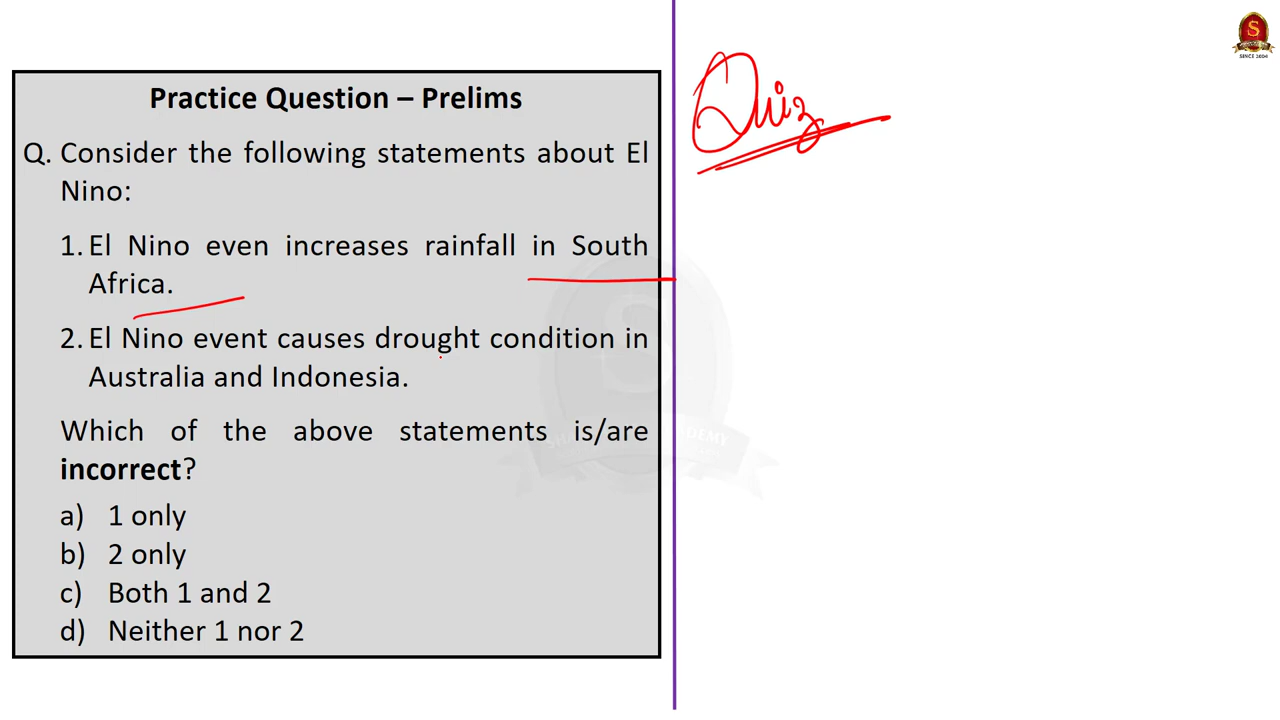 Practice Question – Prelims
Q. Consider the following statements about El
Nino:
1. El Nino even increases rainfall in South
Africa.
2. El Nino event causes drought condition in
Australia and Indonesia.
Which of the above statements is/are
incorrect?
a) 1 only
b) 2 only
c) Both 1 and 2
d) Neither 1 nor 2
Quiz
S
SINCE 2004